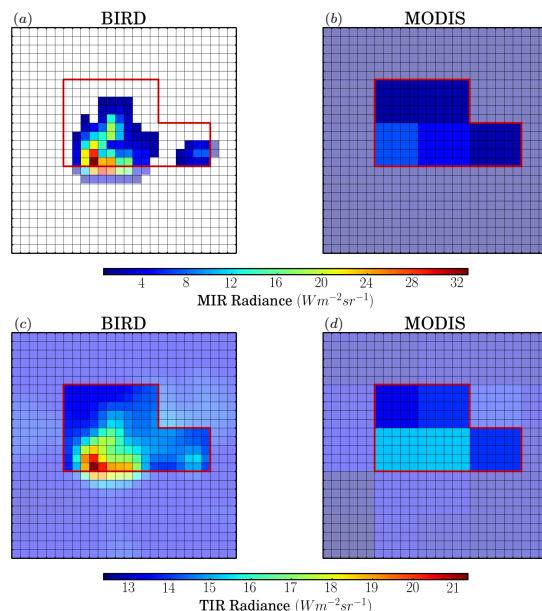 (a) BIRD (b) MODIS
4 8 12 16 20 24 28 32
MIR Radiance (Wm⁻²sr⁻¹)
(c) BIRD (d) MODIS
13 14 15 16 17 18 19 20 21
TIR Radiance (Wm⁻²sr⁻¹)